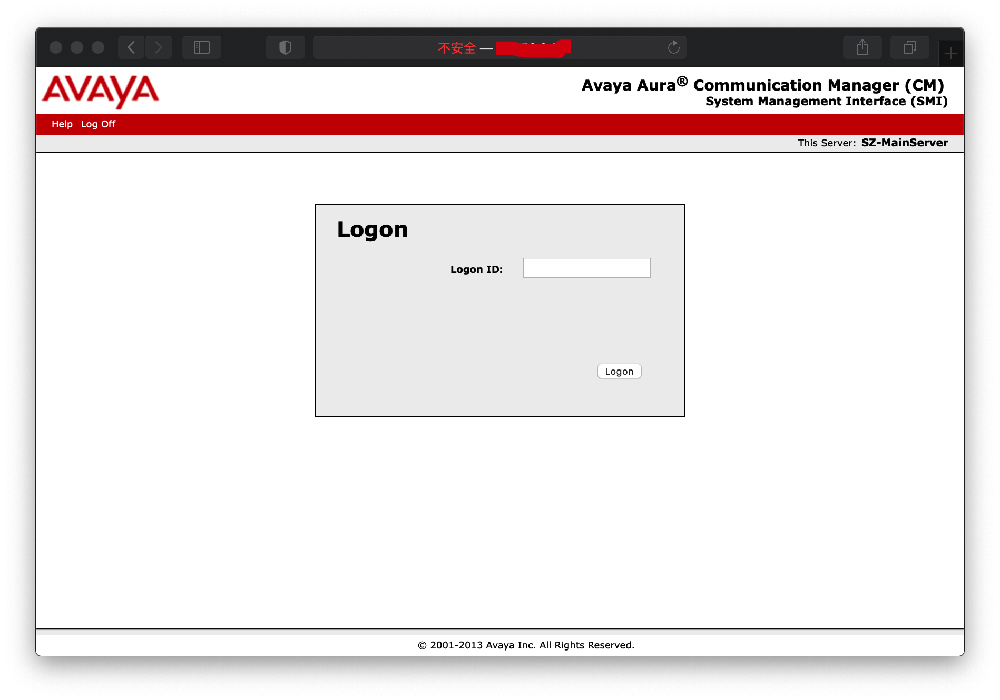 不安全 —
AVAYA
Avaya Aura® Communication Manager (CM)
System Management Interface (SMI)
Help Log Off
This Server: SZ-MainServer
Logon
Logon ID:
Logon
© 2001-2013 Avaya Inc. All Rights Reserved.